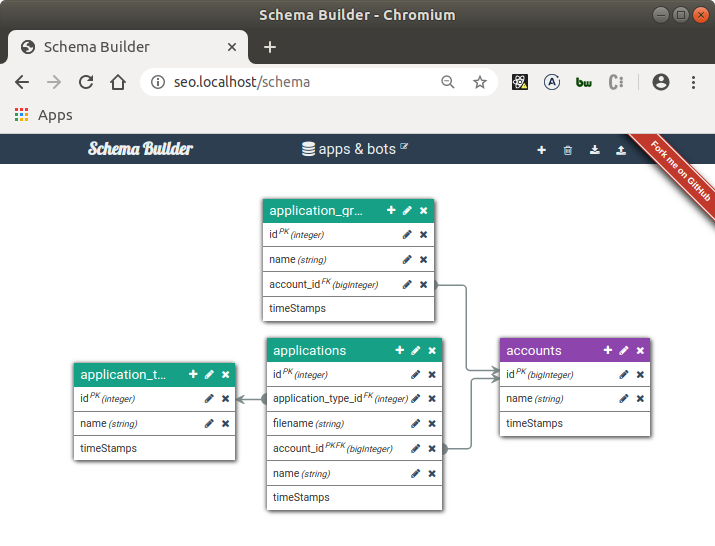 Schema Builder - Chromium
Schema Builder
seo.localhost/schema
Apps
Schema Builder
apps & bots
Fork me on GitHub
application_gr...
id PK (integer)
name (string)
account_id FK (bigInteger)
timeStamps
applications
id PK (integer)
application_type_id FK (integer)
filename (string)
account_id PKFK (bigInteger)
name (string)
timeStamps
application_t...
id PK (integer)
name (string)
timeStamps
accounts
id PK (bigInteger)
name (string)
timeStamps